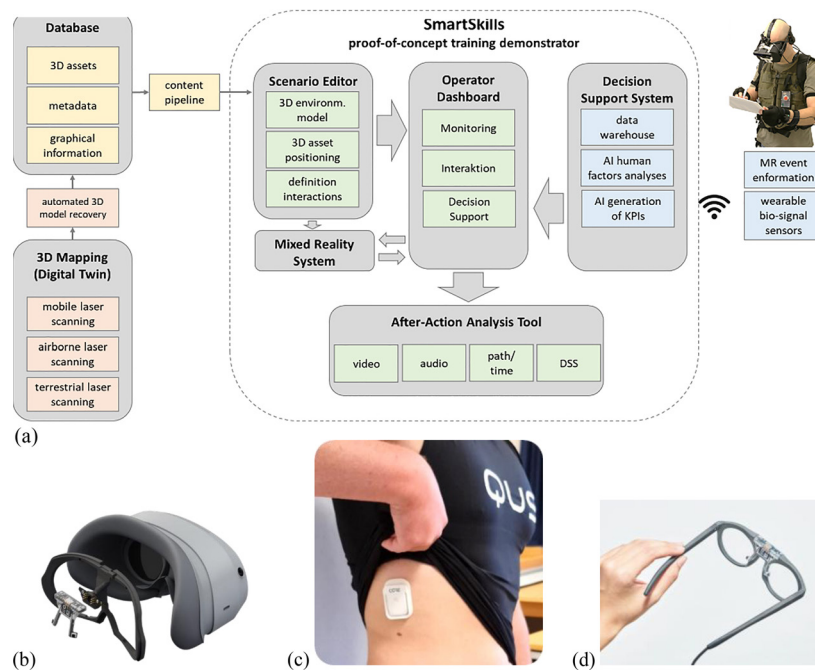 SmartSkills
proof-of-concept training demonstrator
Database
3D assets
metadata
graphical
information
content
pipeline
automated 3D
model recovery
3D Mapping
(Digital Twin)
mobile laser
scanning
airborne laser
scanning
terrestrial laser
scanning
Scenario Editor
3D environm.
model
3D asset
positioning
definition
interactions
Mixed Reality
System
Operator
Dashboard
Monitoring
Interaktion
Decision
Support
Decision
Support System
data
warehouse
AI human
factors analyses
AI generation
of KPIs
MR event
enformation
wearable
bio-signal
sensors
After-Action Analysis Tool
video
audio
path/
time
DSS
(a)
(b)
(c)
QUS
(d)